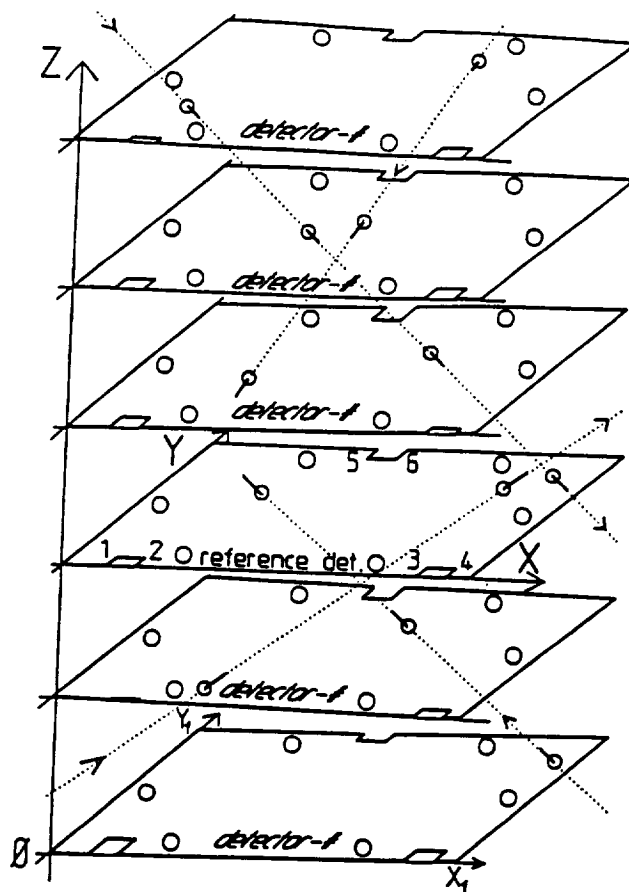 Z
detector-#
detector-#
detector-#
Y
5 6
1 2 reference det. 3 4 X
detector-#
Y1
detector-#
Ø
X1